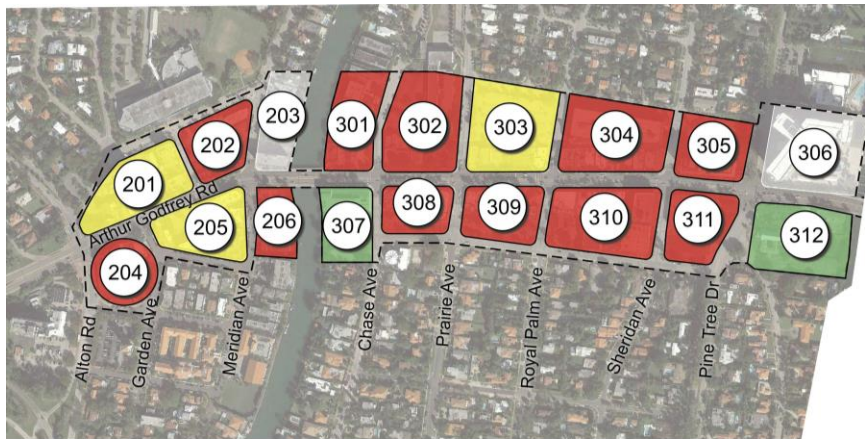 201
202
203
301
302
303
304
305
306
Arthur Godfrey Rd
204
205
206
307
308
309
310
311
312
Alton Rd
Garden Ave
Meridian Ave
Chase Ave
Prairie Ave
Royal Palm Ave
Sheridan Ave
Pine Tree Dr